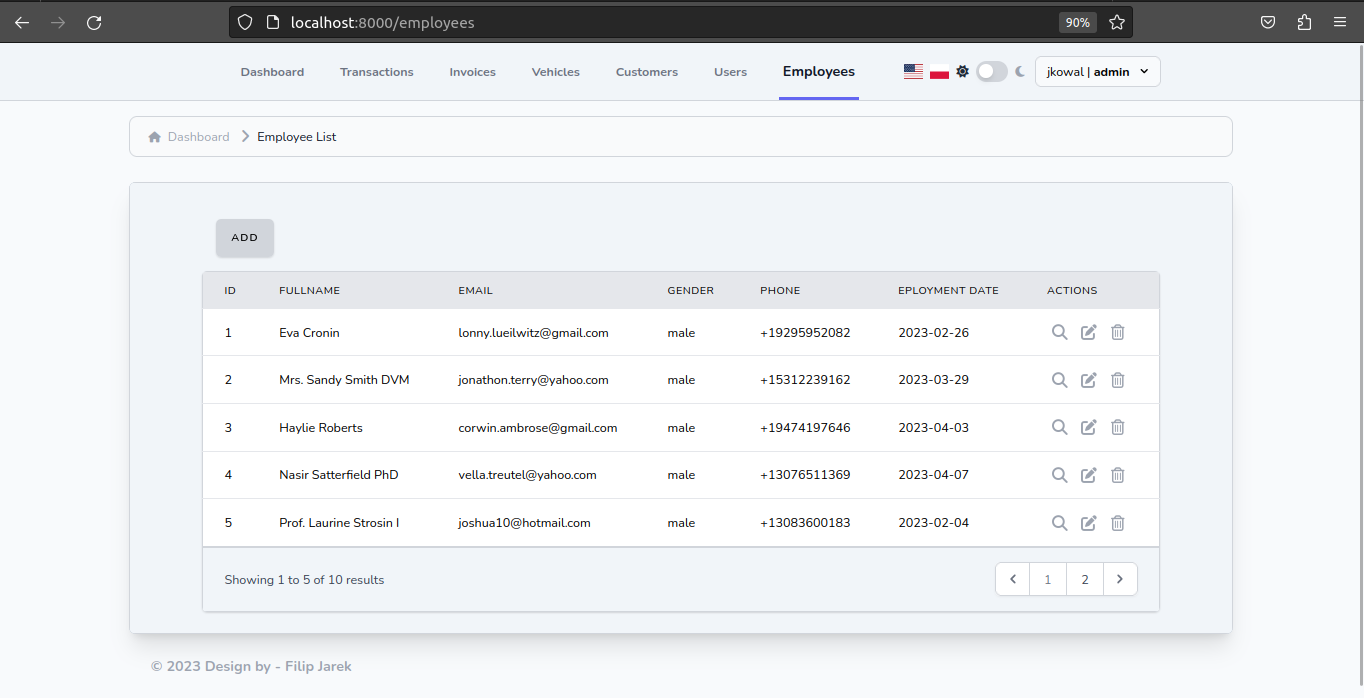 localhost:8000/employees 90%
Dashboard Transactions Invoices Vehicles Customers Users Employees jkowal | admin
Dashboard Employee List
ADD
ID FULLNAME EMAIL GENDER PHONE EPLOYMENT DATE ACTIONS
1 Eva Cronin lonny.lueilwitz@gmail.com male +19295952082 2023-02-26
2 Mrs. Sandy Smith DVM jonathon.terry@yahoo.com male +15312239162 2023-03-29
3 Haylie Roberts corwin.ambrose@gmail.com male +19474197646 2023-04-03
4 Nasir Satterfield PhD vella.treutel@yahoo.com male +13076511369 2023-04-07
5 Prof. Laurine Strosin I joshua10@hotmail.com male +13083600183 2023-02-04
Showing 1 to 5 of 10 results 1 2
© 2023 Design by - Filip Jarek